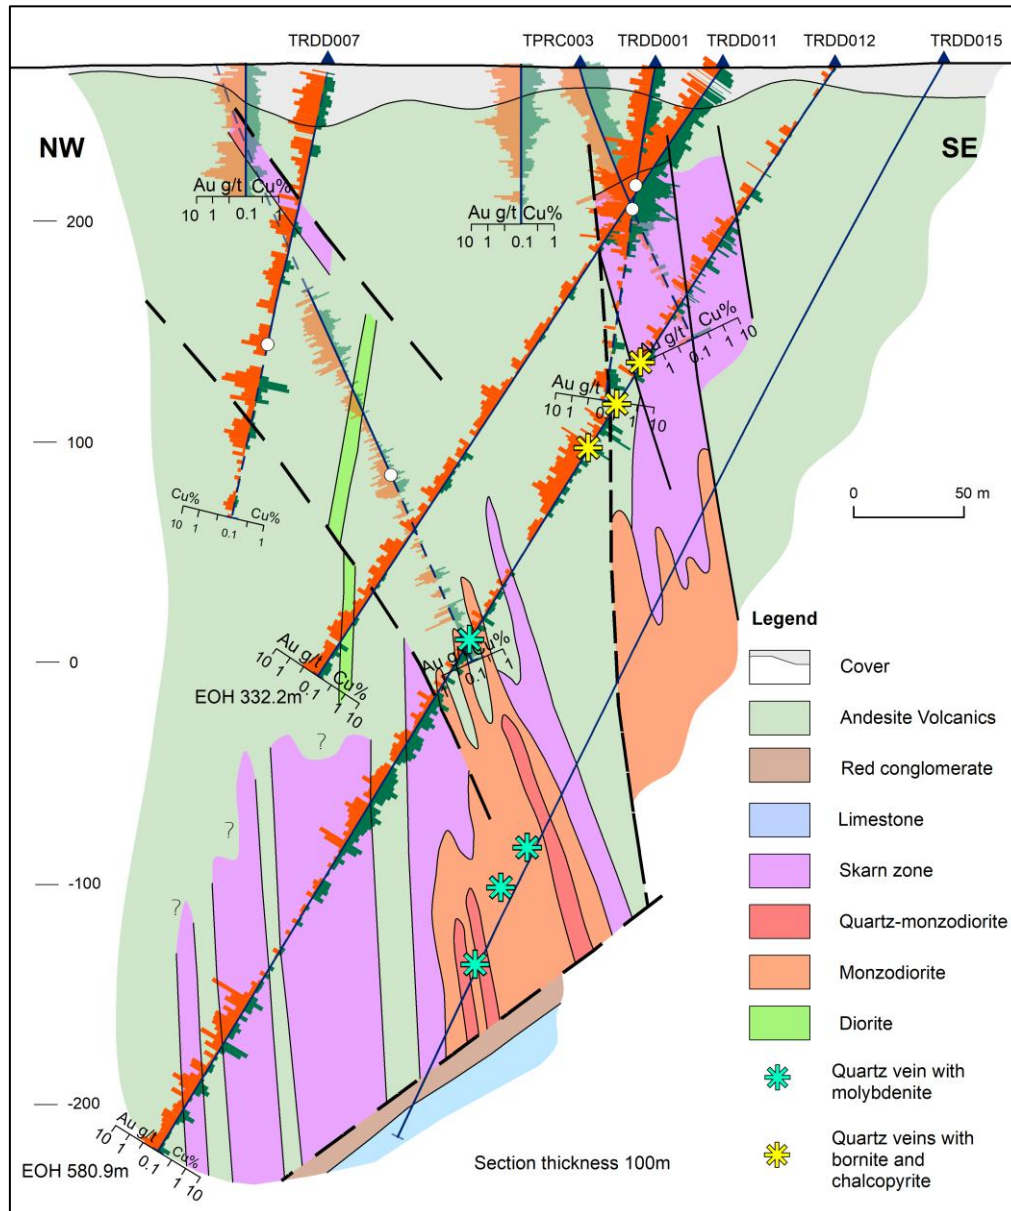 TRDD007
TPRC003
TRDD001
TRDD011
TRDD012
TRDD015
NW
SE
Au g/t Cu%
10 1 0.1 1
Au g/t Cu%
10 1 0.1 1
200
Au g/t Cu%
1 0.1 1 10
Au g/t
10 1 0 1 10
100
Cu% Cu%
10 1 0.1 1
0 50 m
Au g/t Cu%
0.1 1
0
Au g/t Cu%
10 1 0.1 1 10
EOH 332.2m
?
?
?
-100
-200
Au g/t Cu%
10 1 0.1 1 10
EOH 580.9m
Section thickness 100m
Legend
Cover
Andesite Volcanics
Red conglomerate
Limestone
Skarn zone
Quartz-monzodiorite
Monzodiorite
Diorite
Quartz vein with
molybdenite
Quartz veins with
bornite and
chalcopyrite